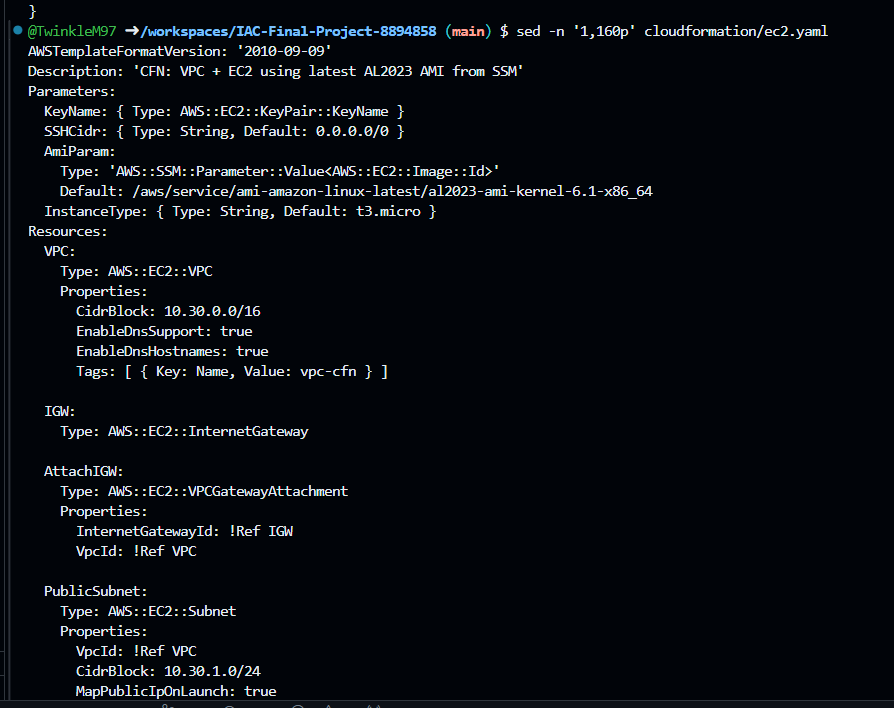 }
@TwinkleM97 ➜/workspaces/IAC-Final-Project-8894858 (main) $ sed -n '1,160p' cloudformation/ec2.yaml
AWSTemplateFormatVersion: '2010-09-09'
Description: 'CFN: VPC + EC2 using latest AL2023 AMI from SSM'
Parameters:
  KeyName: { Type: AWS::EC2::KeyPair::KeyName }
  SSHCidr: { Type: String, Default: 0.0.0.0/0 }
  AmiParam:
    Type: 'AWS::SSM::Parameter::Value<AWS::EC2::Image::Id>'
    Default: /aws/service/ami-amazon-linux-latest/al2023-ami-kernel-6.1-x86_64
  InstanceType: { Type: String, Default: t3.micro }
Resources:
  VPC:
    Type: AWS::EC2::VPC
    Properties:
      CidrBlock: 10.30.0.0/16
      EnableDnsSupport: true
      EnableDnsHostnames: true
      Tags: [ { Key: Name, Value: vpc-cfn } ]

  IGW:
    Type: AWS::EC2::InternetGateway

  AttachIGW:
    Type: AWS::EC2::VPCGatewayAttachment
    Properties:
      InternetGatewayId: !Ref IGW
      VpcId: !Ref VPC

  PublicSubnet:
    Type: AWS::EC2::Subnet
    Properties:
      VpcId: !Ref VPC
      CidrBlock: 10.30.1.0/24
      MapPublicIpOnLaunch: true